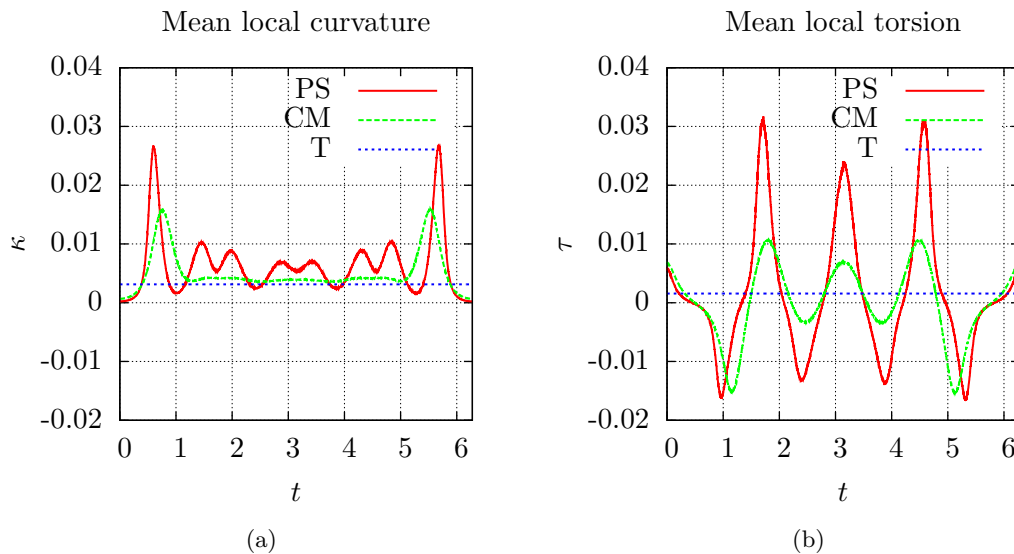 Mean local curvature
0.04
0.03
0.02
0.01
0
-0.01
-0.02
κ
PS
CM
T
0 1 2 3 4 5 6
t
(a)
Mean local torsion
0.04
0.03
0.02
0.01
0
-0.01
-0.02
τ
PS
CM
T
0 1 2 3 4 5 6
t
(b)